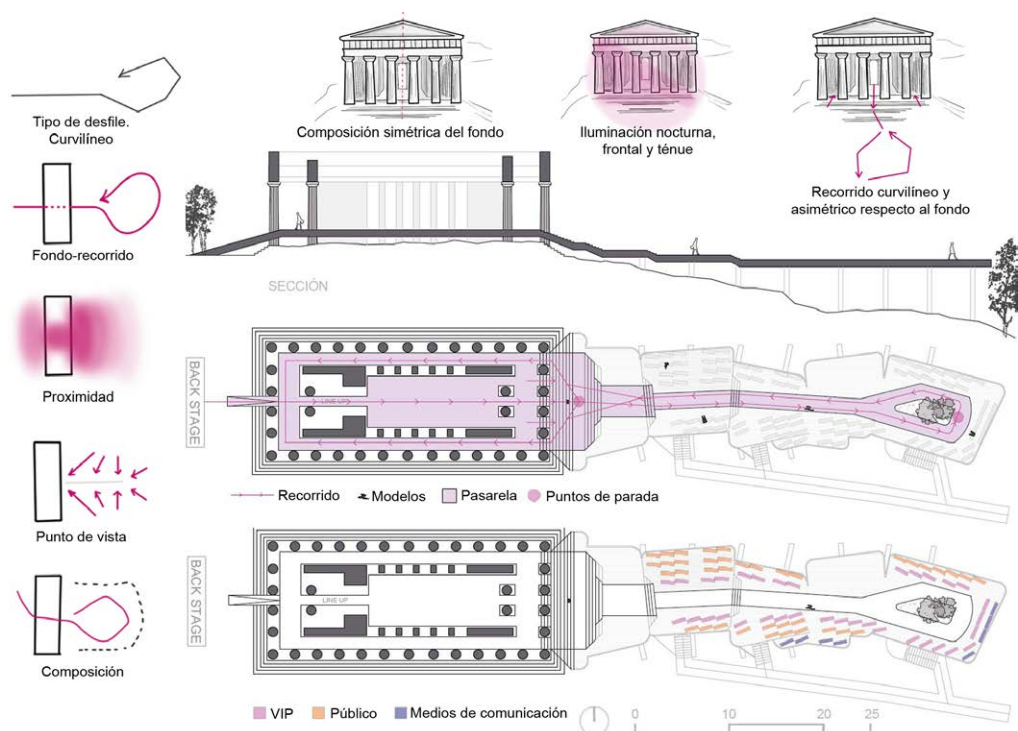 Tipo de desfile.
Curvilíneo
Fondo-recorrido
Proximidad
Punto de vista
Composición
Composición simétrica del fondo
Iluminación nocturna,
frontal y ténue
Recorrido curvilíneo y
asimétrico respecto al fondo
SECCIÓN
BACK STAGE
LINE UP
Recorrido
Modelos
Pasarela
Puntos de parada
BACK STAGE
LINE UP
VIP
Público
Medios de comunicación
0
10
20
25